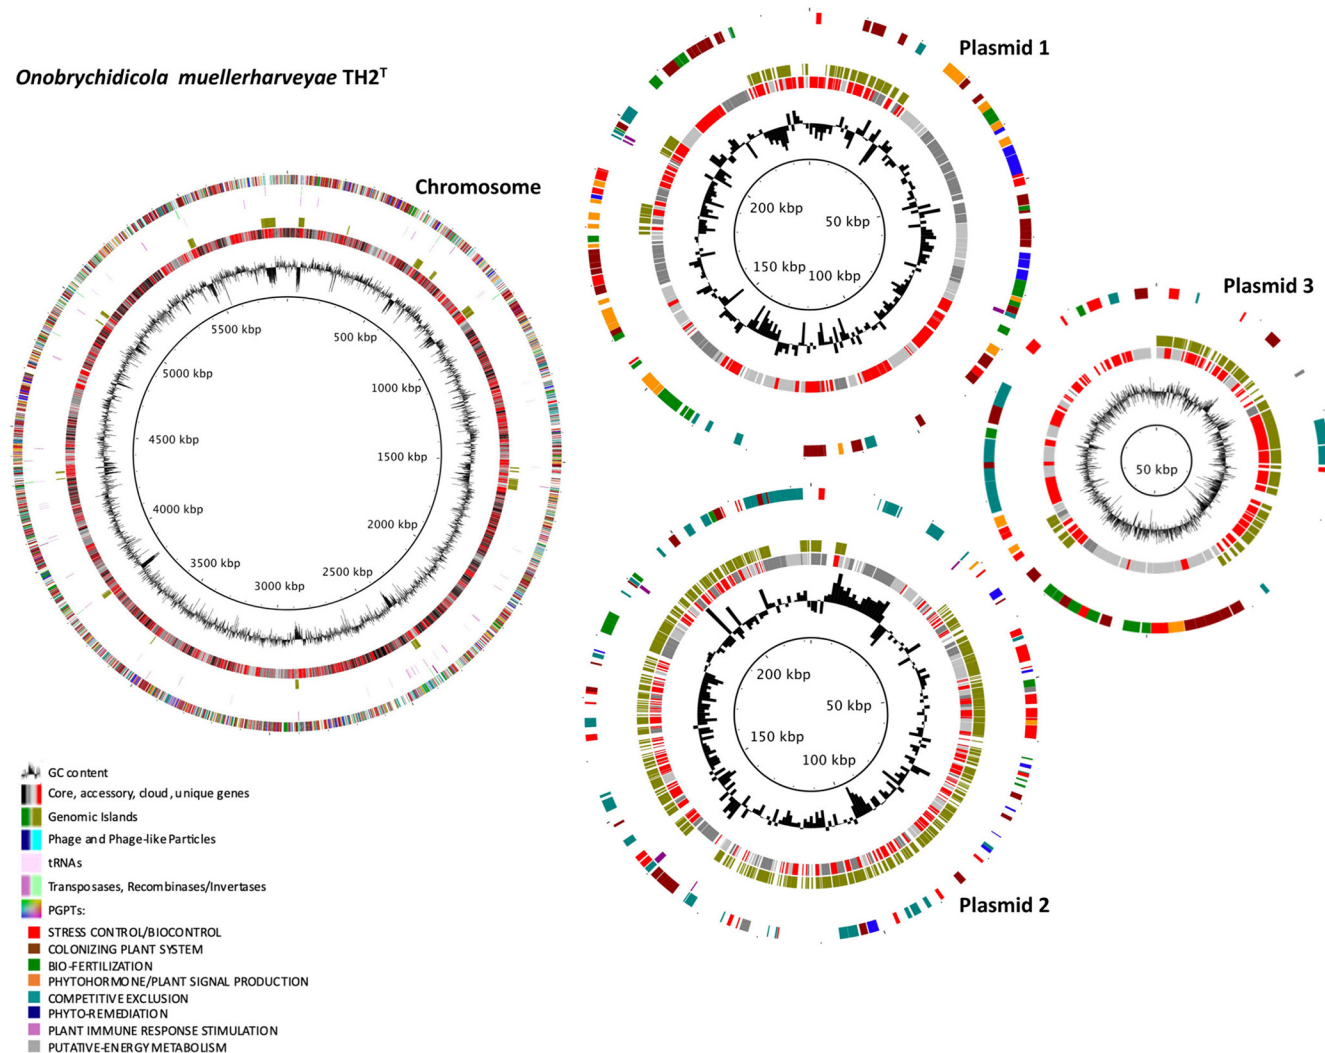 Onobrychidicola muellerharveyae TH2ᵀ
Chromosome
5500 kbp
500 kbp
5000 kbp
1000 kbp
4500 kbp
1500 kbp
4000 kbp
2000 kbp
3500 kbp
2500 kbp
3000 kbp
Plasmid 1
200 kbp
50 kbp
150 kbp
100 kbp
Plasmid 3
50 kbp
200 kbp
50 kbp
150 kbp
100 kbp
Plasmid 2
GC content
Core, accessory, cloud, unique genes
Genomic Islands
Phage and Phage-like Particles
tRNAs
Transposases, Recombinases/Invertases
PGPTs:
STRESS CONTROL/BIOCONTROL
COLONIZING PLANT SYSTEM
BIO-FERTILIZATION
PHYTOHORMONE/PLANT SIGNAL PRODUCTION
COMPETITIVE EXCLUSION
PHYTO-REMEDIATION
PLANT IMMUNE RESPONSE STIMULATION
PUTATIVE-ENERGY METABOLISM